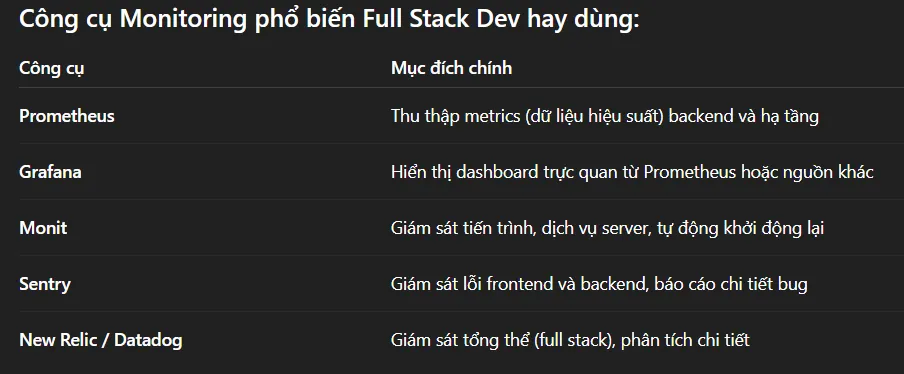 Công cụ Monitoring phổ biến Full Stack Dev hay dùng:
Công cụ Mục đích chính
Prometheus Thu thập metrics (dữ liệu hiệu suất) backend và hạ tầng
Grafana Hiển thị dashboard trực quan từ Prometheus hoặc nguồn khác
Monit Giám sát tiến trình, dịch vụ server, tự động khởi động lại
Sentry Giám sát lỗi frontend và backend, báo cáo chi tiết bug
New Relic / Datadog Giám sát tổng thể (full stack), phân tích chi tiết